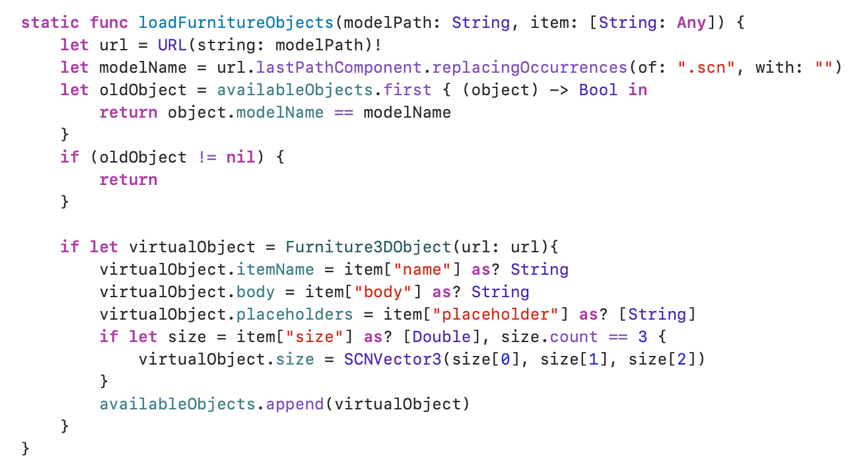 static func loadFurnitureObjects(modelPath: String, item: [String: Any]) {
    let url = URL(string: modelPath)!
    let modelName = url.lastPathComponent.replacingOccurrences(of: ".scn", with: "")
    let oldObject = availableObjects.first { (object) -> Bool in
        return object.modelName == modelName
    }
    if (oldObject != nil) {
        return
    }

    if let virtualObject = Furniture3DObject(url: url){
        virtualObject.itemName = item["name"] as? String
        virtualObject.body = item["body"] as? String
        virtualObject.placeholders = item["placeholder"] as? [String]
        if let size = item["size"] as? [Double], size.count == 3 {
            virtualObject.size = SCNVector3(size[0], size[1], size[2])
        }
        availableObjects.append(virtualObject)
    }
}